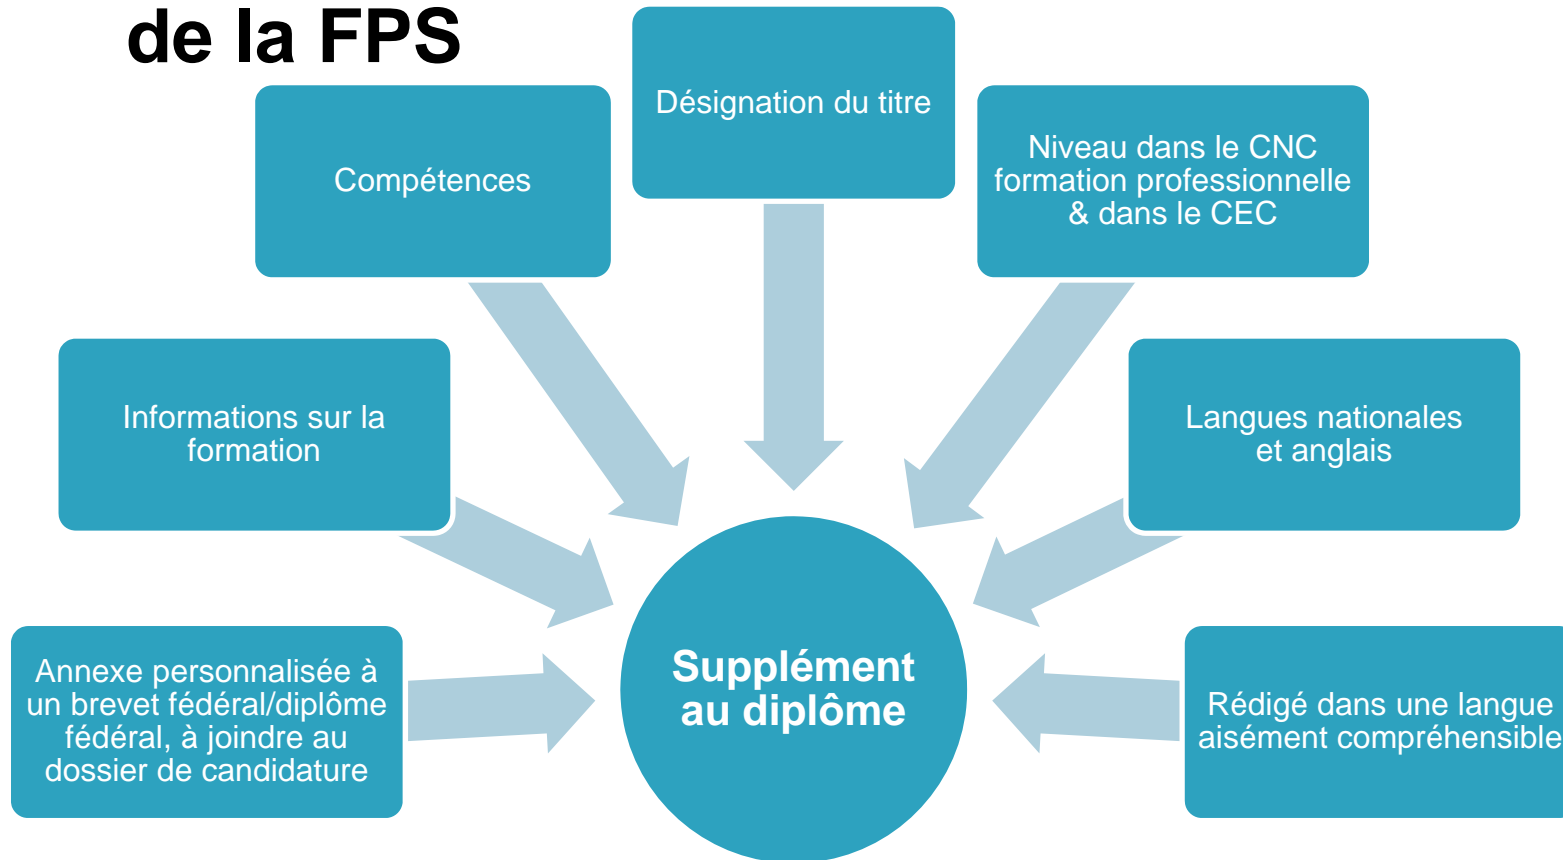 de la FPS
Désignation du titre
Compétences
Niveau dans le CNC
formation professionnelle
& dans le CEC
Informations sur la
formation
Langues nationales
et anglais
Annexe personnalisée à
un brevet fédéral/diplôme
fédéral, à joindre au
dossier de candidature
Supplément
au diplôme
Rédigé dans une langue
aisément compréhensible